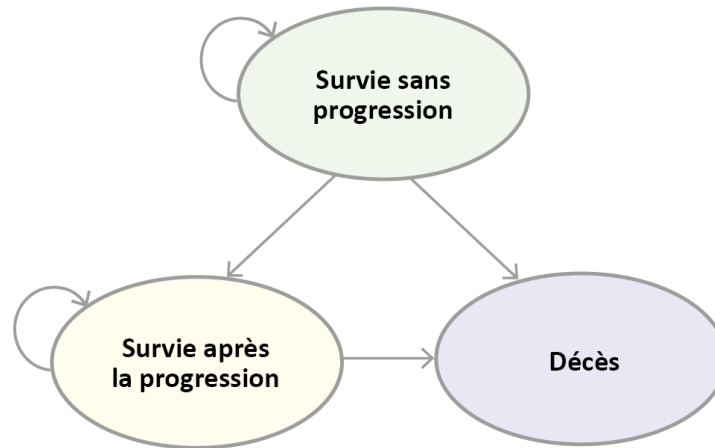 Survie sans
progression
Survie après
la progression
Décès